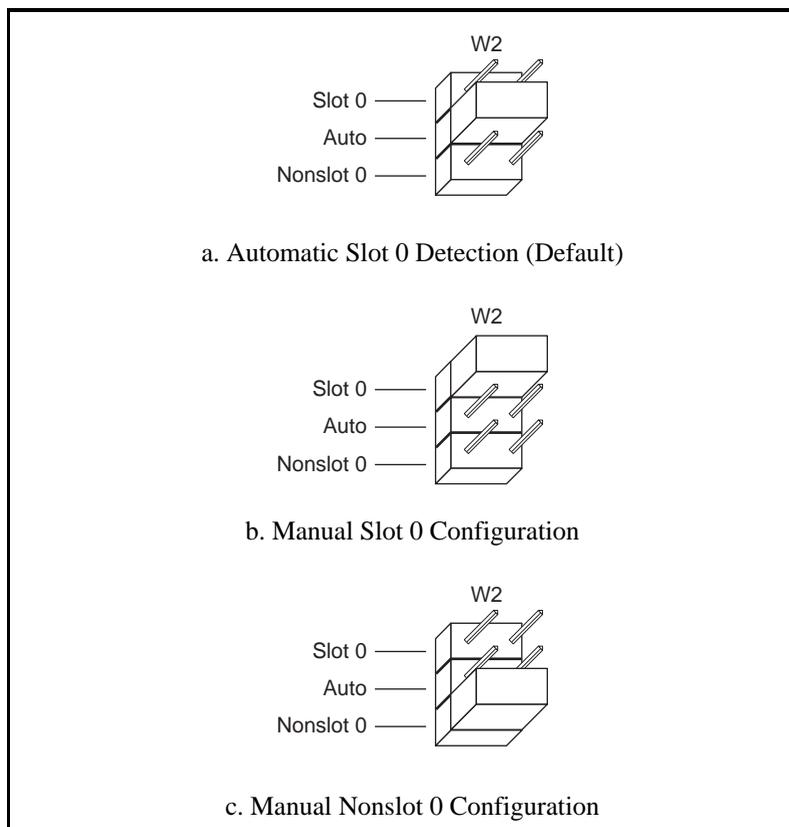 W2
Slot 0
Auto
Nonslot 0
a. Automatic Slot 0 Detection (Default)
W2
Slot 0
Auto
Nonslot 0
b. Manual Slot 0 Configuration
W2
Slot 0
Auto
Nonslot 0
c. Manual Nonslot 0 Configuration